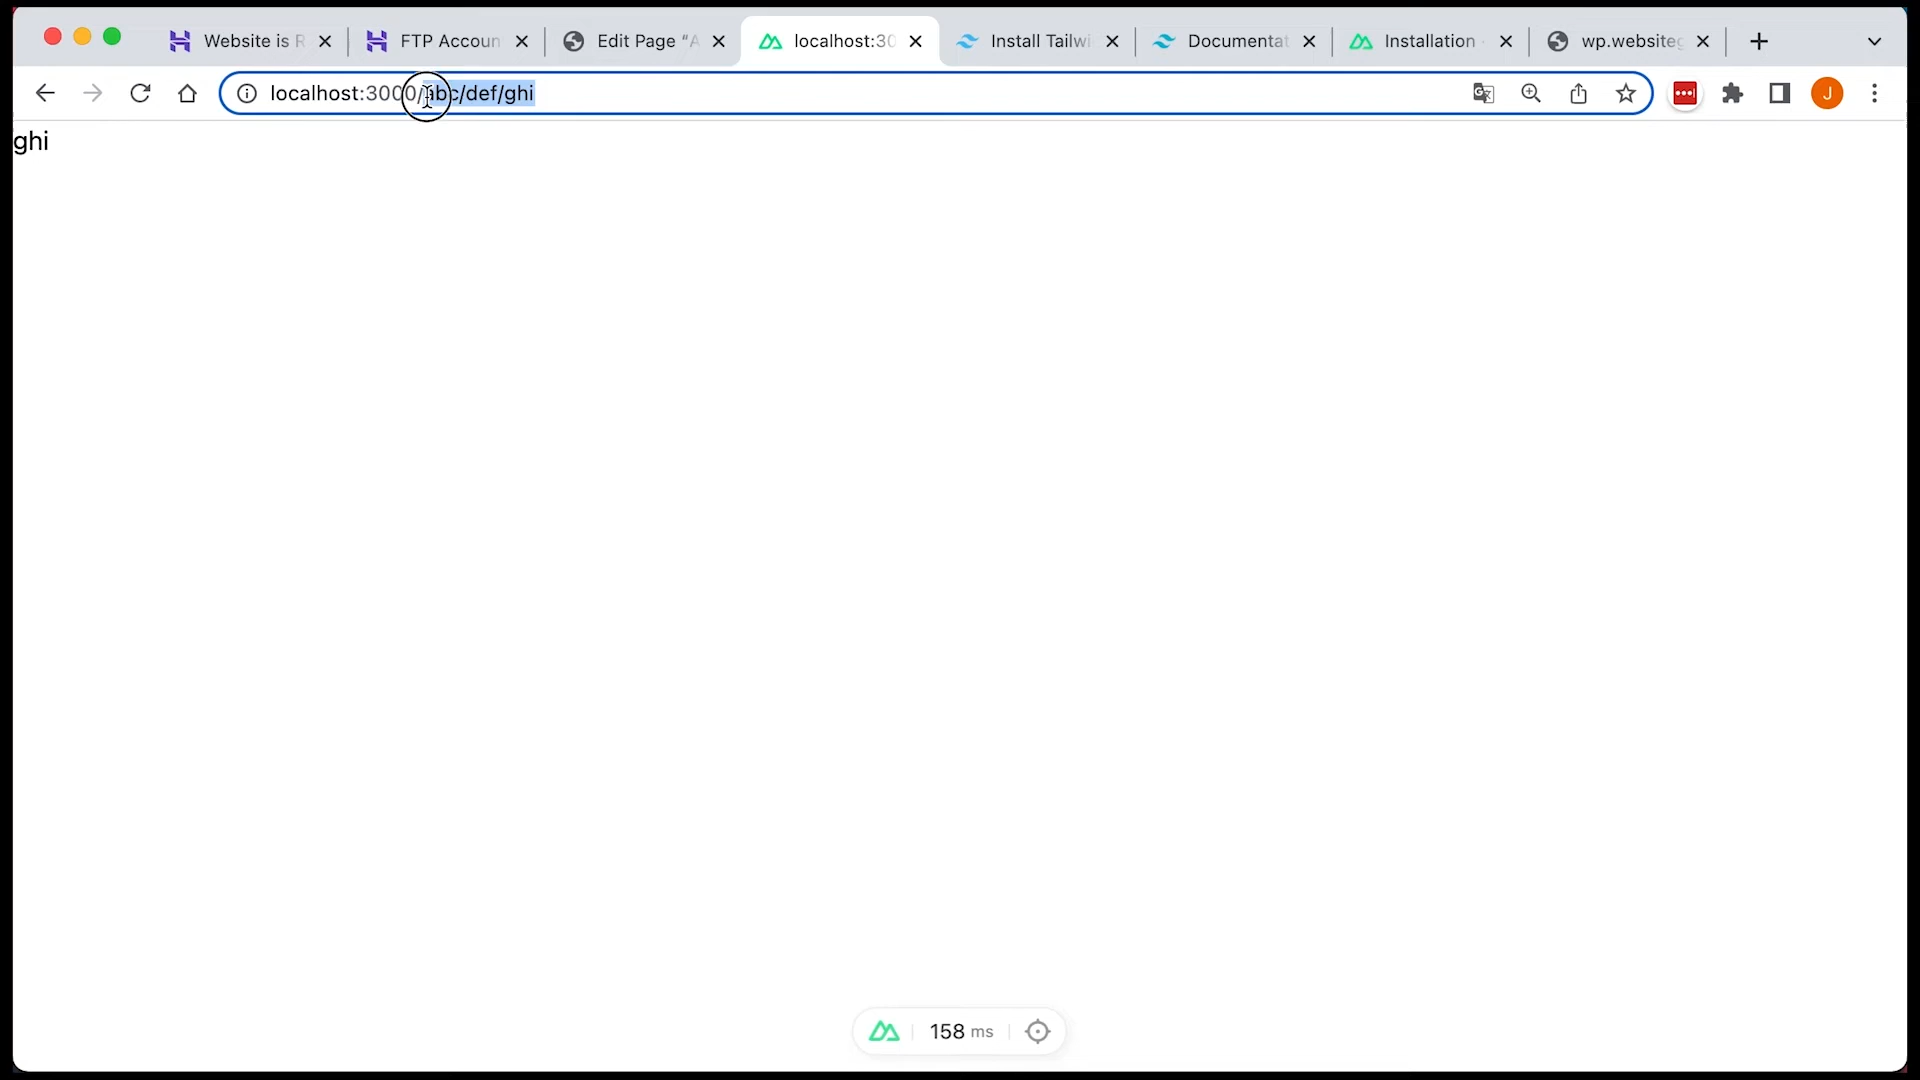 Website is R
FTP Accoun
Edit Page “A
localhost:30
Install Tailwi
Documentat
Installation
wp.website
localhost:3000/abc/def/ghi
J
ghi
158 ms